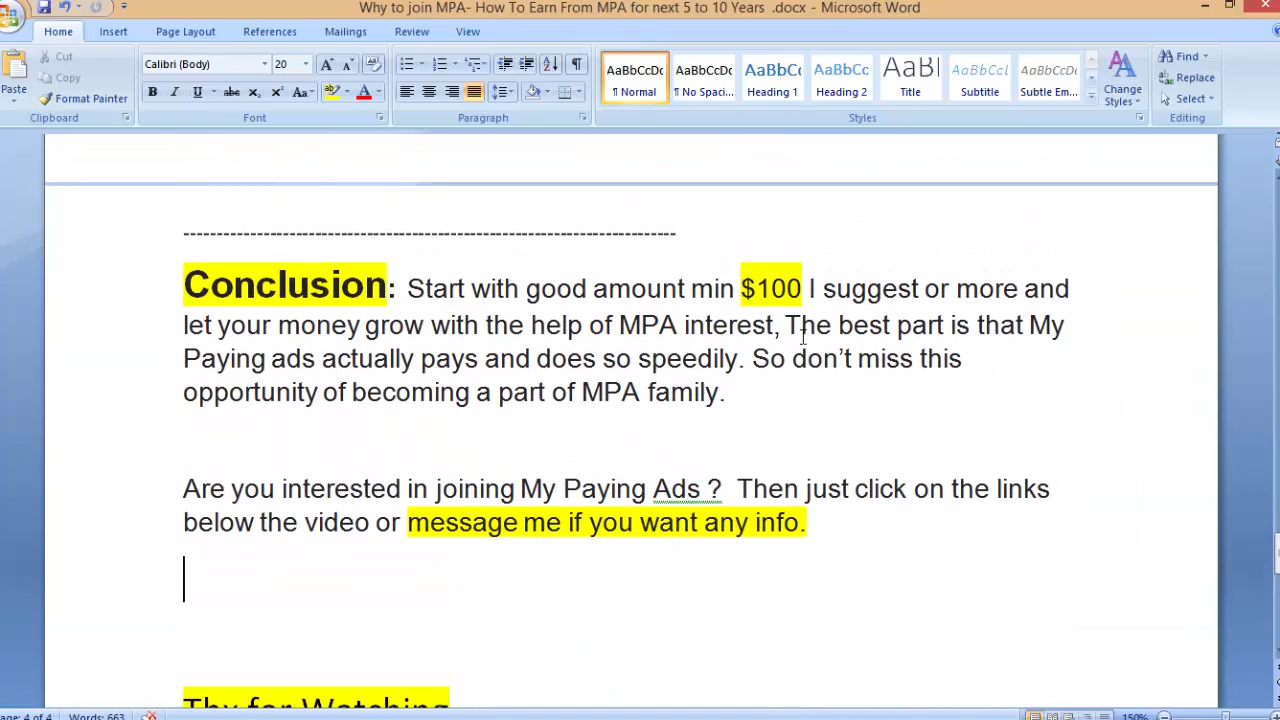 Why to join MPA- How To Earn From MPA for next 5 to 10 Years .docx - Microsoft Word
Home Insert Page Layout References Mailings Review View
Cut
Copy
Format Painter
Paste
Clipboard
Calibri (Body) 20
Font
Paragraph
AaBbCcDc AaBbCcDc AaBbCc AaBbCc AaBbCcL AaBbCcDc
¶ Normal ¶ No Spaci... Heading 1 Heading 2 Title Subtitle Subtle Em...
Change Styles
Styles
Find
Replace
Select
Editing
--------------------------------------------------------------------------
Conclusion: Start with good amount min $100 I suggest or more and
let your money grow with the help of MPA interest, The best part is that My
Paying ads actually pays and does so speedily. So don’t miss this
opportunity of becoming a part of MPA family.
Are you interested in joining My Paying Ads ? Then just click on the links
below the video or message me if you want any info.
Thx for Watching
Page: 4 of 4 Words: 663 150%